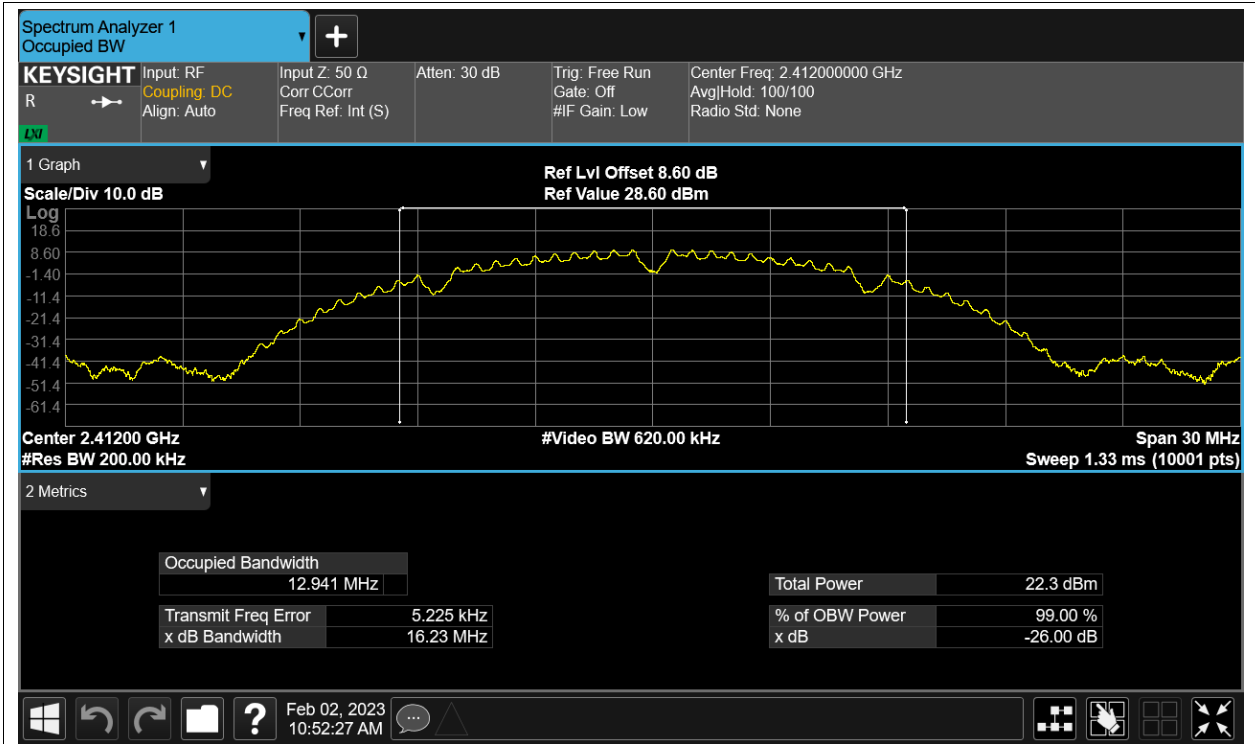 Spectrum Analyzer 1
Occupied BW
KEYSIGHT
R
LXI
Input: RF
Coupling: DC
Align: Auto
Input Z: 50 Ω
Corr CCorr
Freq Ref: Int (S)
Atten: 30 dB
Trig: Free Run
Gate: Off
#IF Gain: Low
Center Freq: 2.412000000 GHz
Avg|Hold: 100/100
Radio Std: None
1 Graph
Scale/Div 10.0 dB
Ref Lvl Offset 8.60 dB
Ref Value 28.60 dBm
Log
18.6
8.60
-1.40
-11.4
-21.4
-31.4
-41.4
-51.4
-61.4
Center 2.41200 GHz
#Video BW 620.00 kHz
Span 30 MHz
#Res BW 200.00 kHz
Sweep 1.33 ms (10001 pts)
2 Metrics
Occupied Bandwidth
12.941 MHz
Total Power 22.3 dBm
Transmit Freq Error 5.225 kHz
% of OBW Power 99.00 %
x dB Bandwidth 16.23 MHz
x dB -26.00 dB
?
Feb 02, 2023
10:52:27 AM